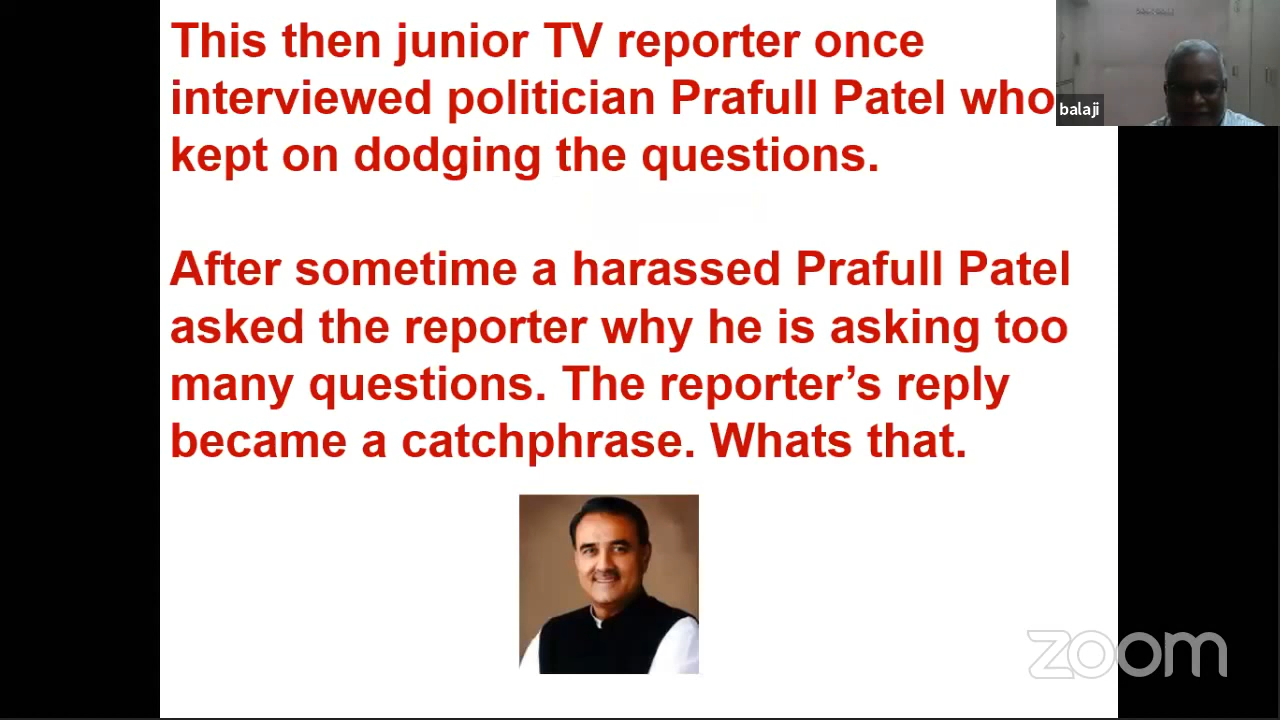 This then junior TV reporter once
interviewed politician Prafull Patel who
kept on dodging the questions.
After sometime a harassed Prafull Patel
asked the reporter why he is asking too
many questions. The reporter’s reply
became a catchphrase. Whats that.
balaji
zoom